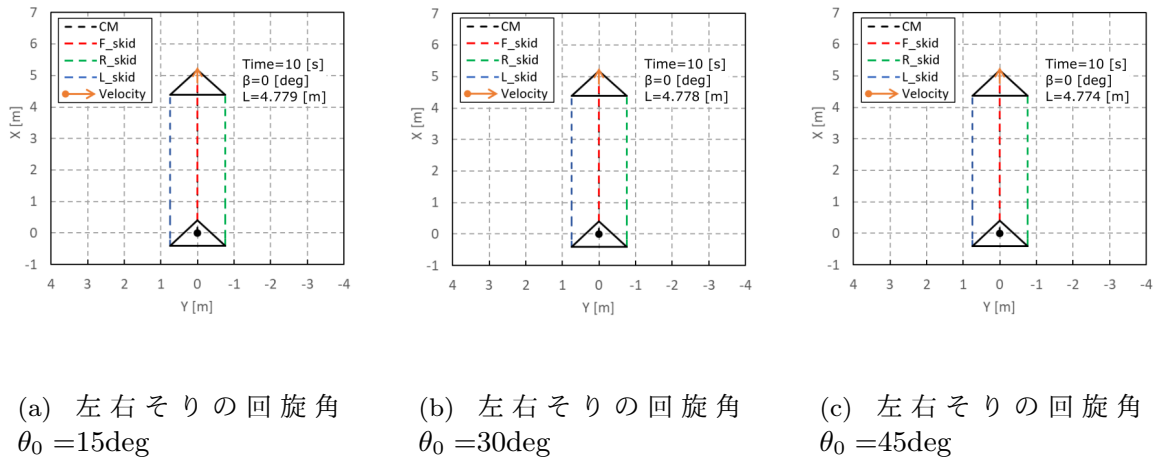 7
6
5
4
3
2
1
0
-1
X [m]
CM
F_skid
R_skid
L_skid
Velocity
Time=10 [s]
β=0 [deg]
L=4.779 [m]
4 3 2 1 0 -1 -2 -3 -4
Y [m]
7
6
5
4
3
2
1
0
-1
X [m]
CM
F_skid
R_skid
L_skid
Velocity
Time=10 [s]
β=0 [deg]
L=4.778 [m]
4 3 2 1 0 -1 -2 -3 -4
Y [m]
7
6
5
4
3
2
1
0
-1
X [m]
CM
F_skid
R_skid
L_skid
Velocity
Time=10 [s]
β=0 [deg]
L=4.774 [m]
4 3 2 1 0 -1 -2 -3 -4
Y [m]
(a) 左右そりの回旋角
θ0 =15deg
(b) 左右そりの回旋角
θ0 =30deg
(c) 左右そりの回旋角
θ0 =45deg